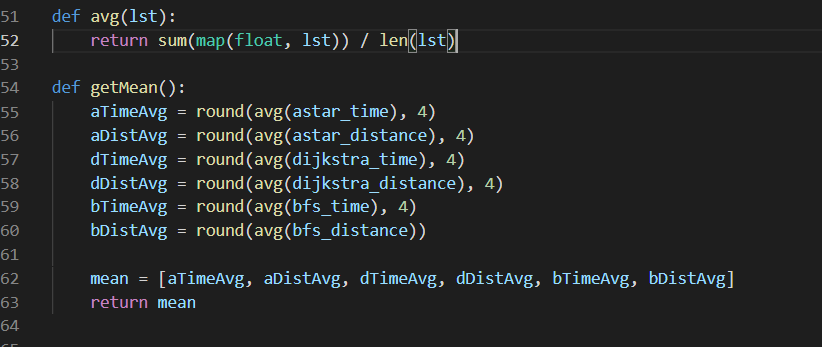 51 def avg(lst):
52     return sum(map(float, lst)) / len(lst)
53
54 def getMean():
55     aTimeAvg = round(avg(astar_time), 4)
56     aDistAvg = round(avg(astar_distance), 4)
57     dTimeAvg = round(avg(dijkstra_time), 4)
58     dDistAvg = round(avg(dijkstra_distance), 4)
59     bTimeAvg = round(avg(bfs_time), 4)
60     bDistAvg = round(avg(bfs_distance))
61
62     mean = [aTimeAvg, aDistAvg, dTimeAvg, dDistAvg, bTimeAvg, bDistAvg]
63     return mean
64